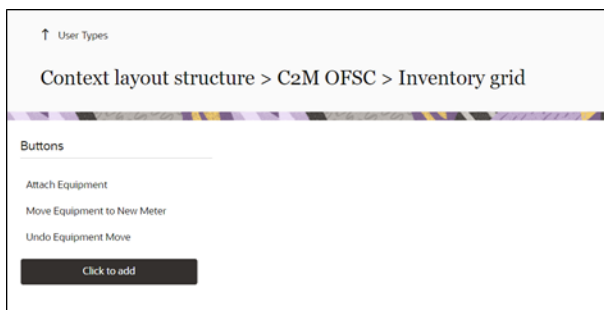 ↑ User Types
Context layout structure > C2M OFSC > Inventory grid
Buttons
Attach Equipment
Move Equipment to New Meter
Undo Equipment Move
Click to add